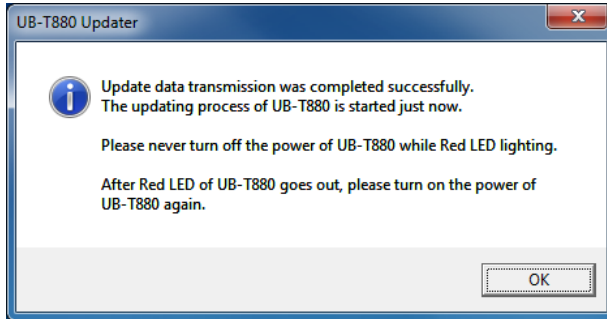 UB-T880 Updater
Update data transmission was completed successfully.
The updating process of UB-T880 is started just now.
Please never turn off the power of UB-T880 while Red LED lighting.
After Red LED of UB-T880 goes out, please turn on the power of
UB-T880 again.
OK